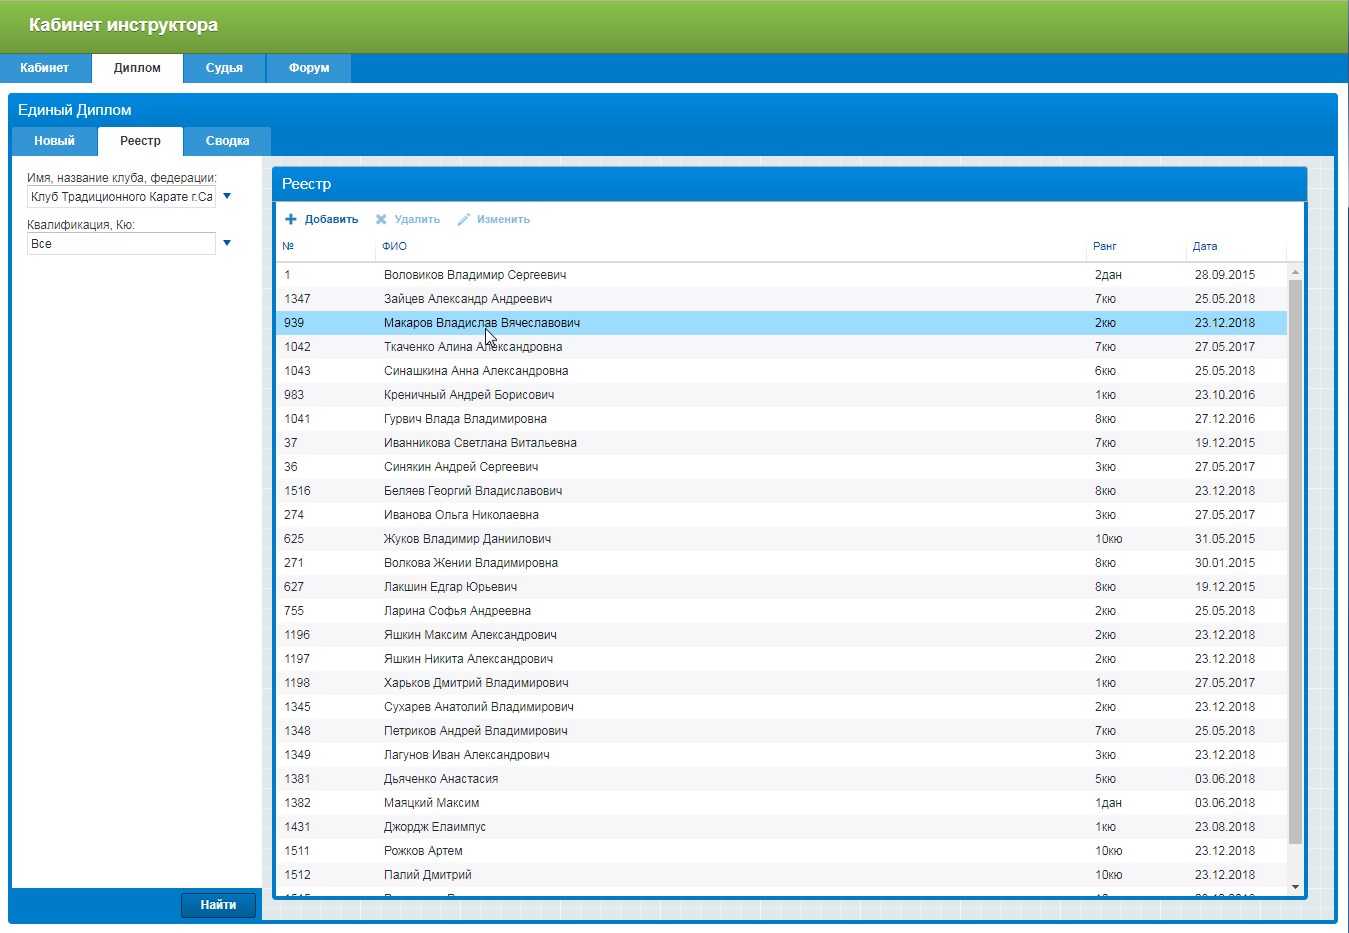 Кабинет инструктора
Кабинет Диплом Судья Форум
Единый Диплом
Новый Реестр Сводка
Имя, название клуба, федерации:
Клуб Традиционного Карате г.Са
Квалификация, Кю:
Все
Найти
Реестр
Добавить Удалить Изменить
№ ФИО Ранг Дата
1 Воловиков Владимир Сергеевич 2дан 28.09.2015
1347 Зайцев Александр Андреевич 7кю 25.05.2018
939 Макаров Владислав Вячеславович 2кю 23.12.2018
1042 Ткаченко Алина Александровна 7кю 27.05.2017
1043 Синашкина Анна Александровна 6кю 25.05.2018
983 Креничный Андрей Борисович 1кю 23.10.2016
1041 Гурвич Влада Владимировна 8кю 27.12.2016
37 Иванникова Светлана Витальевна 7кю 19.12.2015
36 Синякин Андрей Сергеевич 3кю 27.05.2017
1516 Беляев Георгий Владиславович 8кю 23.12.2018
274 Иванова Ольга Николаевна 3кю 27.05.2017
625 Жуков Владимир Даниилович 10кю 31.05.2015
271 Волкова Жении Владимировна 8кю 30.01.2015
627 Лакшин Едгар Юрьевич 8кю 19.12.2015
755 Ларина Софья Андреевна 2кю 25.05.2018
1196 Яшкин Максим Александрович 2кю 23.12.2018
1197 Яшкин Никита Александрович 2кю 23.12.2018
1198 Харьков Дмитрий Владимирович 1кю 27.05.2017
1345 Сухарев Анатолий Владимирович 2кю 23.12.2018
1348 Петриков Андрей Владимирович 7кю 25.05.2018
1349 Лагунов Иван Александрович 3кю 23.12.2018
1381 Дьяченко Анастасия 5кю 03.06.2018
1382 Маяцкий Максим 1дан 03.06.2018
1431 Джордж Елаимпус 1кю 23.08.2018
1511 Рожков Артем 10кю 23.12.2018
1512 Палий Дмитрий 10кю 23.12.2018